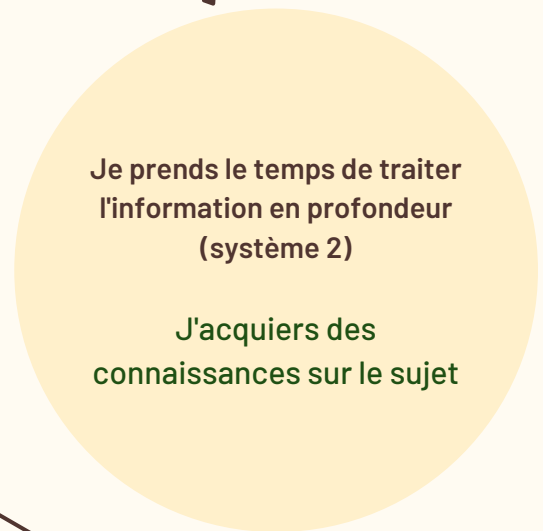 Je prends le temps de traiter
l'information en profondeur
(système 2)
J'acquiers des
connaissances sur le sujet